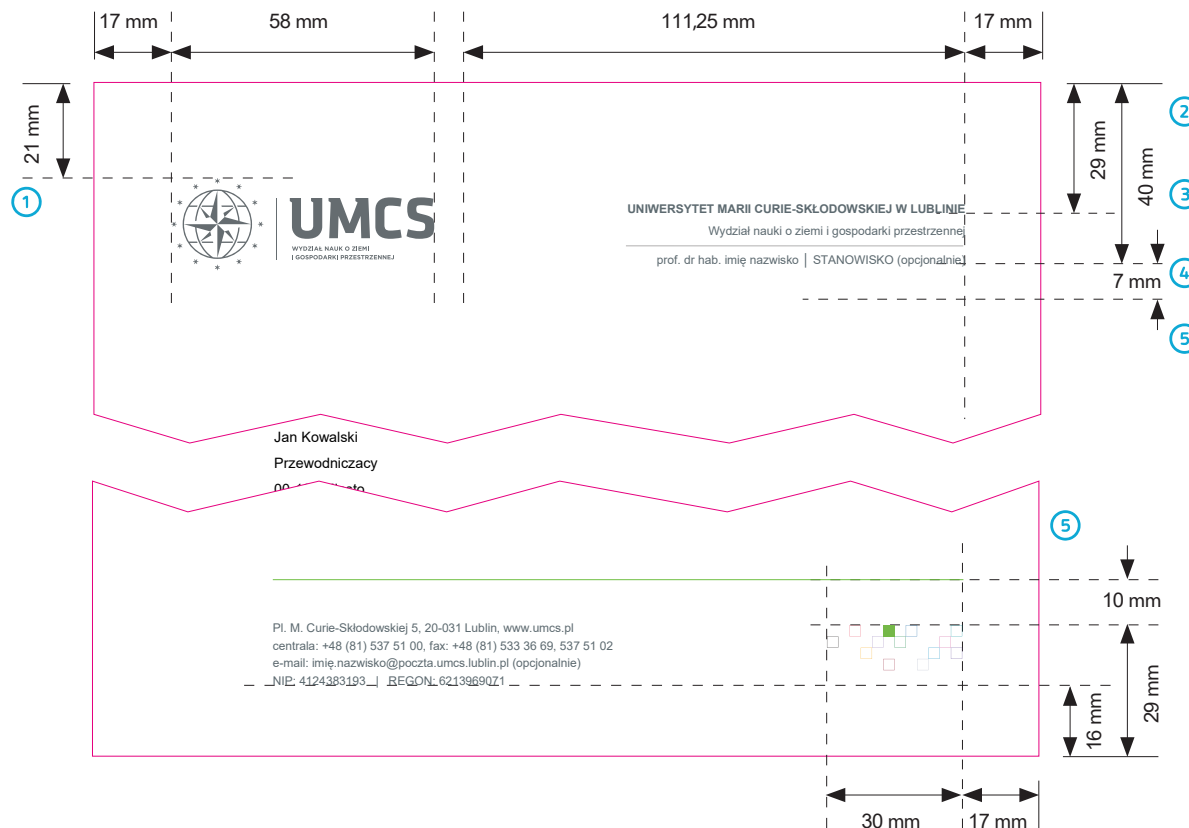 17 mm 58 mm 111,25 mm 17 mm
21 mm
29 mm
40 mm
7 mm
1
2
3
4
5
UMCS
WYDZIAŁ NAUK O ZIEMI
I GOSPODARKI PRZESTRZENNEJ
UNIWERSYTET MARII CURIE-SKŁODOWSKIEJ W LUBLINIE
Wydział nauki o ziemi i gospodarki przestrzennej
prof. dr hab. imię nazwisko | STANOWISKO (opcjonalnie)
Jan Kowalski
Przewodniczacy
5
10 mm
Pl. M. Curie-Skłodowskiej 5, 20-031 Lublin, www.umcs.pl
centrala: +48 (81) 537 51 00, fax: +48 (81) 533 36 69, 537 51 02
e-mail: imię.nazwisko@poczta.umcs.lublin.pl (opcjonalnie)
NIP: 4124383193 | REGON: 6213969071
16 mm
29 mm
30 mm 17 mm